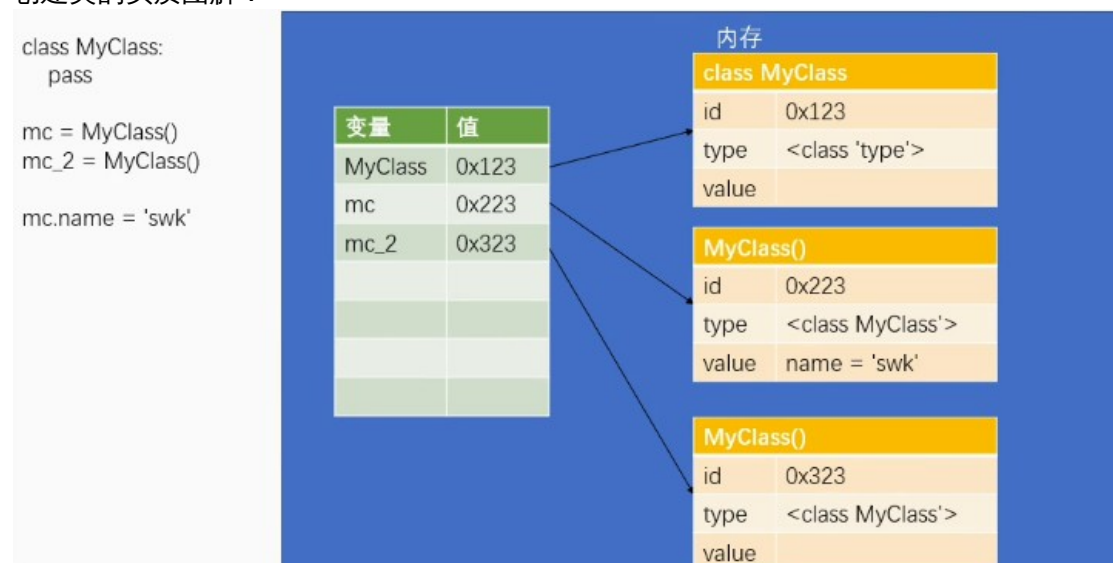 class MyClass:
pass
mc = MyClass()
mc_2 = MyClass()
mc.name = 'swk'
变量 值
MyClass 0x123
mc 0x223
mc_2 0x323
内存
class MyClass
id 0x123
type <class 'type'>
value
MyClass()
id 0x223
type <class MyClass'>
value name = 'swk'
MyClass()
id 0x323
type <class MyClass'>
value